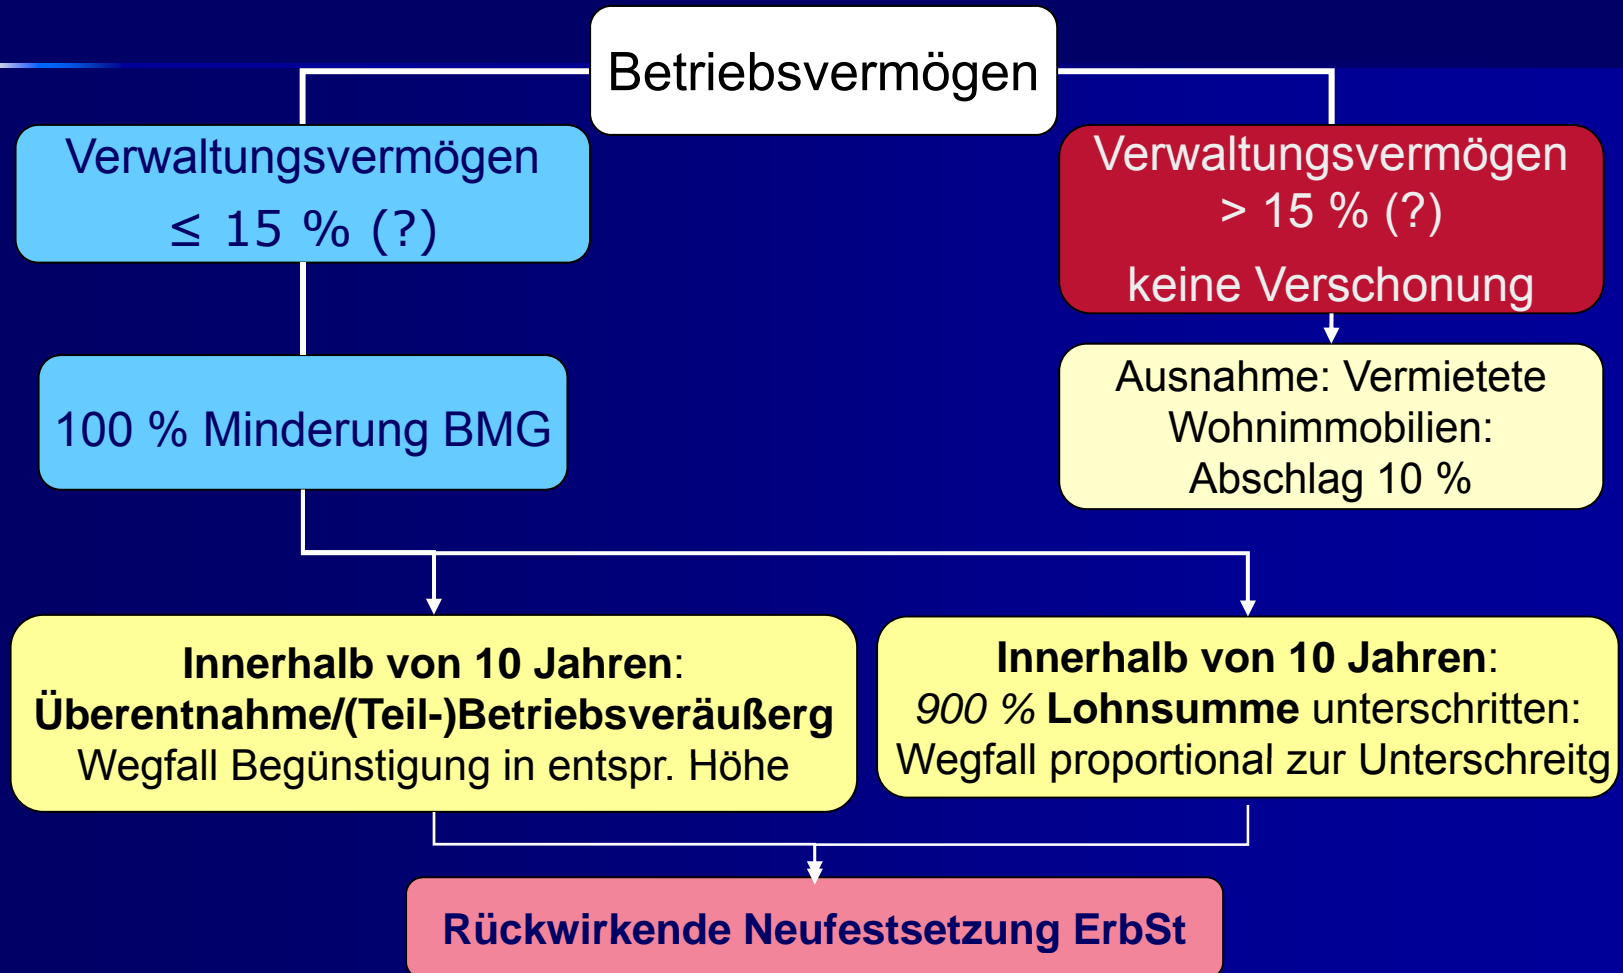 Betriebsvermögen
Verwaltungsvermögen
≤ 15 % (?)
Verwaltungsvermögen
> 15 % (?)
keine Verschonung
100 % Minderung BMG
Ausnahme: Vermietete
Wohnimmobilien:
Abschlag 10 %
Innerhalb von 10 Jahren:
Überentnahme/(Teil-)Betriebsveräußerg
Wegfall Begünstigung in entspr. Höhe
Innerhalb von 10 Jahren:
900 % Lohnsumme unterschritten:
Wegfall proportional zur Unterschreitg
Rückwirkende Neufestsetzung ErbSt